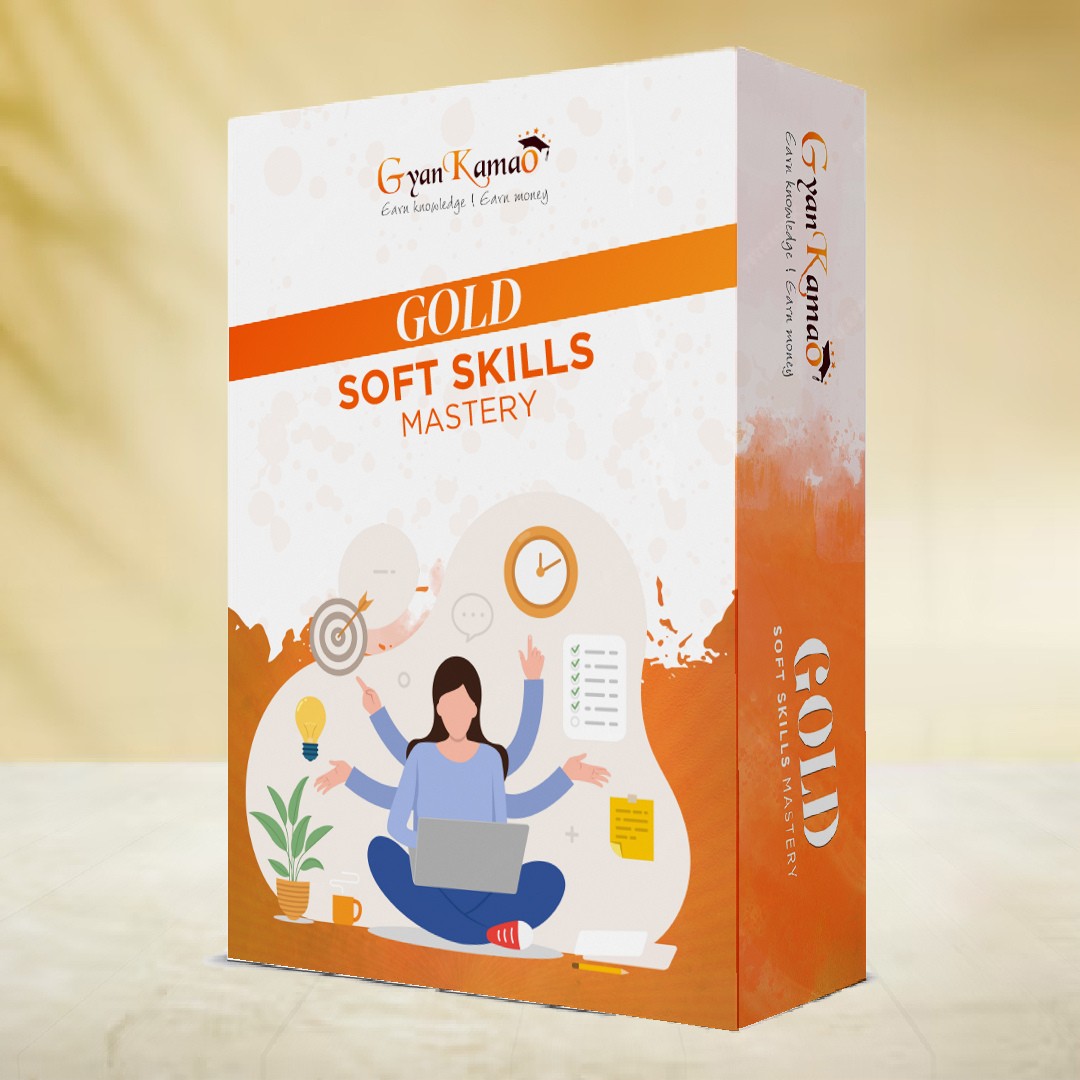 GyanKamaO
Earn knowledge ! Earn money
GOLD
SOFT SKILLS
MASTERY
GyanKamaO
Earn knowledge ! Earn money
GOLD
SOFT SKILLS MASTERY